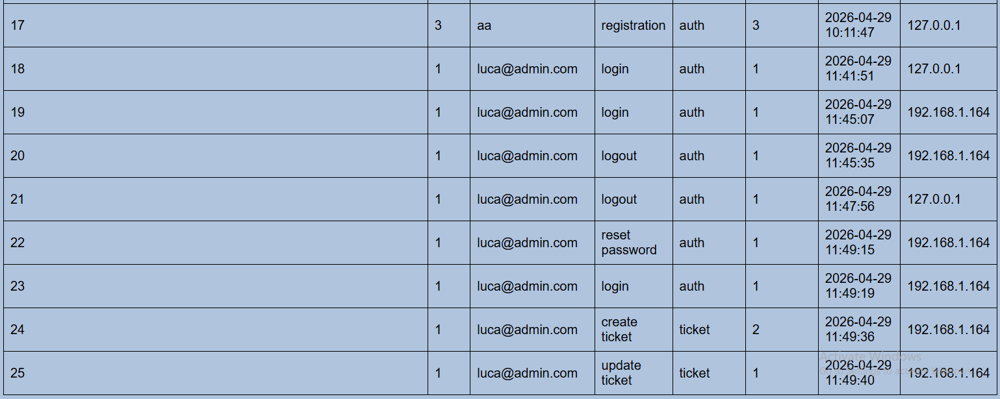 17 3 aa registration auth 3 2026-04-29 10:11:47 127.0.0.1
18 1 luca@admin.com login auth 1 2026-04-29 11:41:51 127.0.0.1
19 1 luca@admin.com login auth 1 2026-04-29 11:45:07 192.168.1.164
20 1 luca@admin.com logout auth 1 2026-04-29 11:45:35 192.168.1.164
21 1 luca@admin.com logout auth 1 2026-04-29 11:47:56 127.0.0.1
22 1 luca@admin.com reset password auth 1 2026-04-29 11:49:15 192.168.1.164
23 1 luca@admin.com login auth 1 2026-04-29 11:49:19 192.168.1.164
24 1 luca@admin.com create ticket ticket 2 2026-04-29 11:49:36 192.168.1.164
25 1 luca@admin.com update ticket ticket 1 2026-04-29 11:49:40 192.168.1.164
Activate Windows